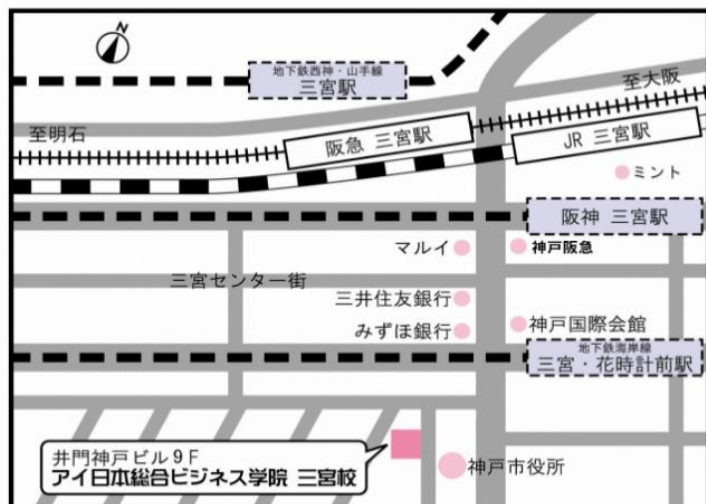 地下鉄西神・山手線
三宮駅
至大阪
至明石
阪急 三宮駅
JR 三宮駅
ミント
阪神 三宮駅
マルイ
神戸阪急
三宮センター街
三井住友銀行
みずほ銀行
神戸国際会館
地下鉄海岸線
三宮・花時計前駅
井門神戸ビル9F
アイ日本総合ビジネス学院 三宮校
神戸市役所
N